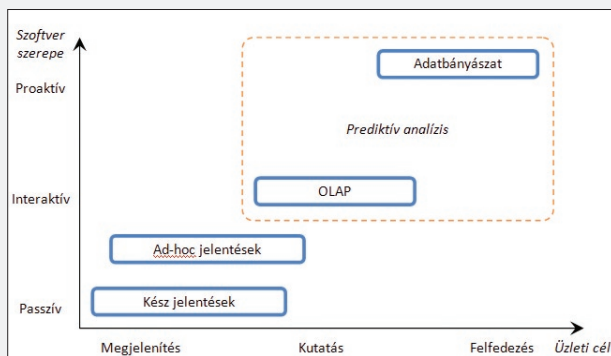 Szoftver
szerepe
Proaktív
Adatbányászat
Prediktív analízis
Interaktív
OLAP
Ad-hoc jelentések
Passzív
Kész jelentések
Megjelenítés
Kutatás
Felfedezés
Üzleti cél